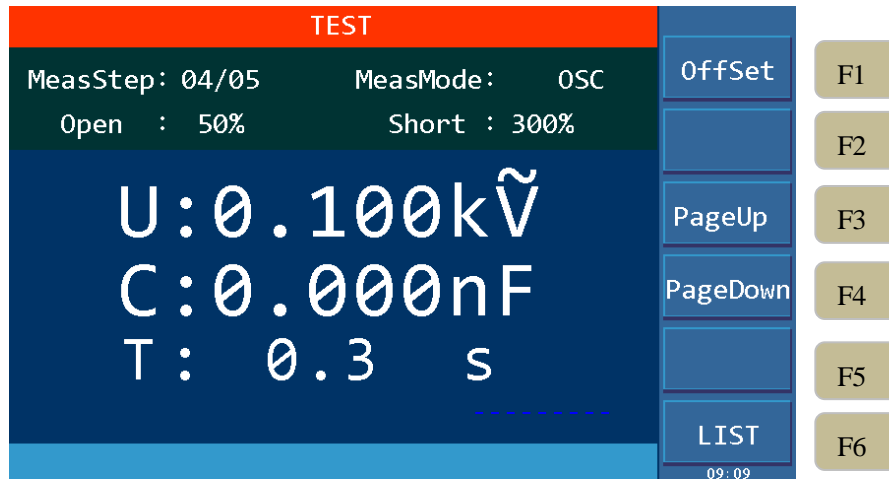 TEST
MeasStep: 04/05 MeasMode: OSC
Open : 50% Short : 300%
U:0.100kṼ
C:0.000nF
T: 0.3 s
---------
OffSet
PageUp
PageDown
LIST
09:09
F1
F2
F3
F4
F5
F6